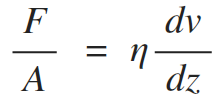 F/A = η dv/dz